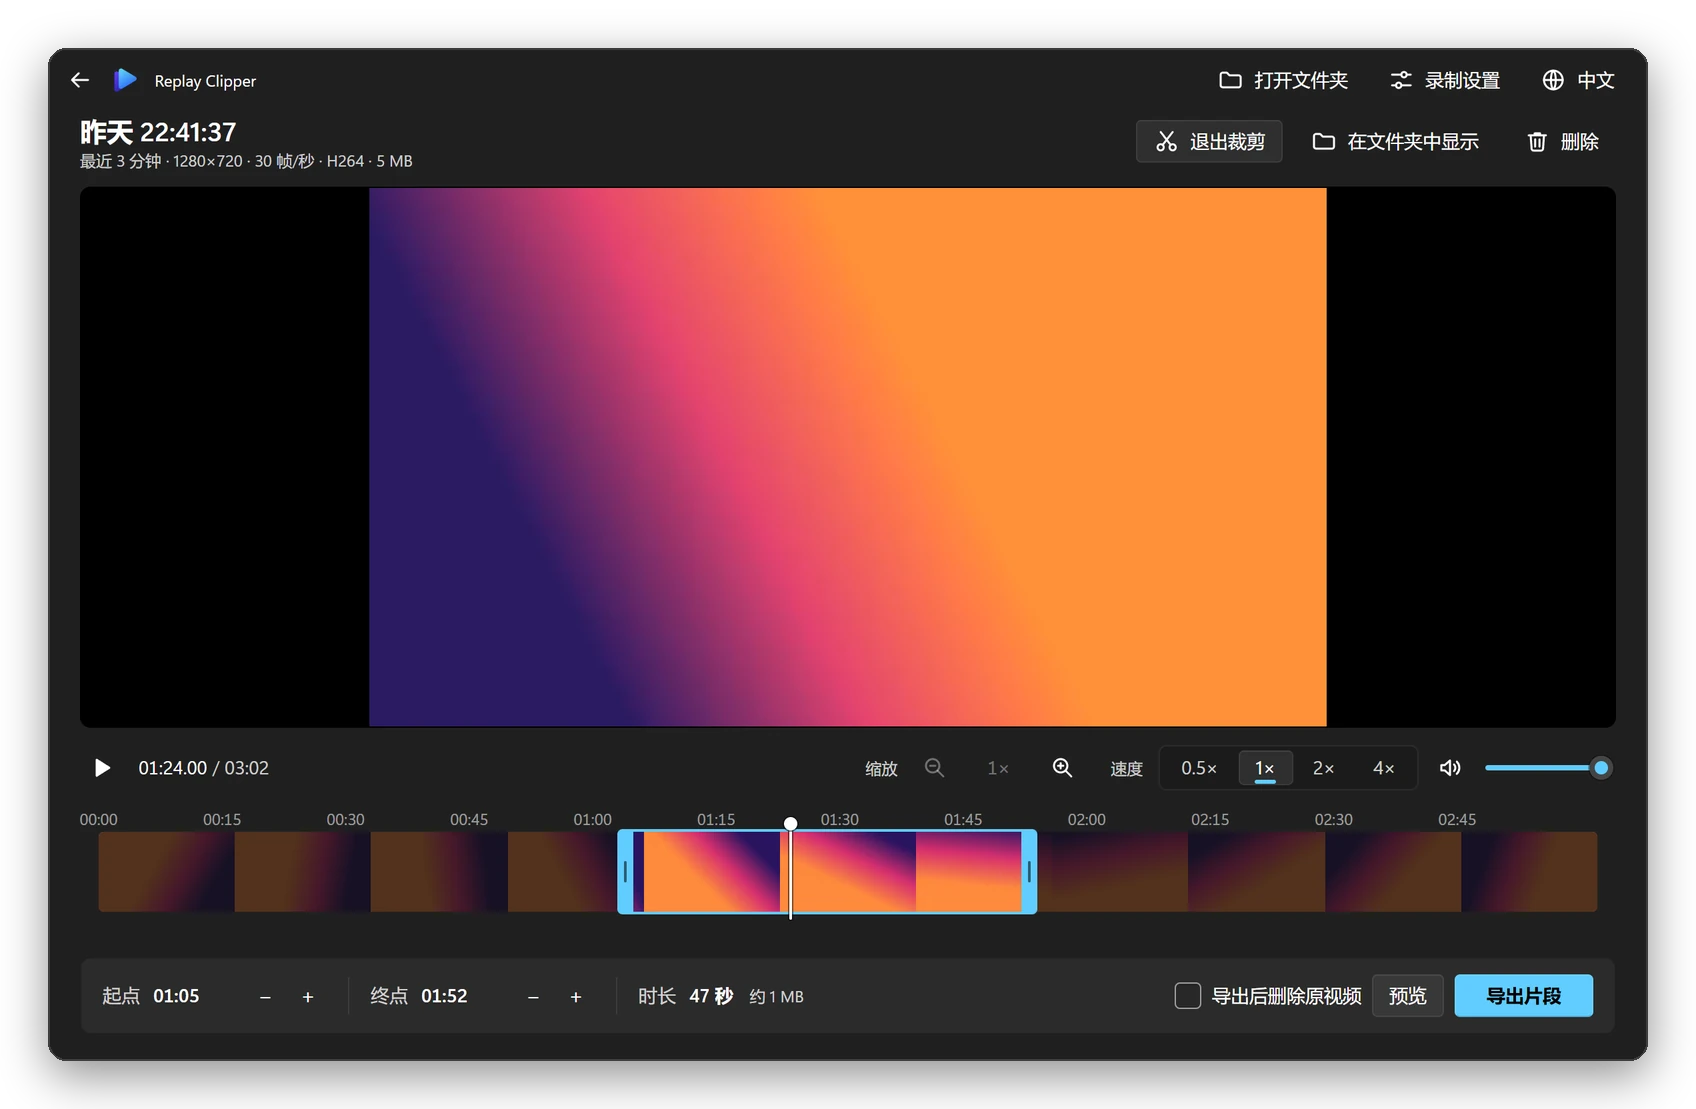 Replay Clipper 打开文件夹 录制设置 中文
昨天 22:41:37
最近 3 分钟 · 1280×720 · 30 帧/秒 · H264 · 5 MB
退出裁剪 在文件夹中显示 删除
01:24.00 / 03:02 缩放 1× 速度 0.5× 1× 2× 4×
00:00 00:15 00:30 00:45 01:00 01:15 01:30 01:45 02:00 02:15 02:30 02:45
起点 01:05 − + 终点 01:52 − + 时长 47 秒 约 1 MB 导出后删除原视频 预览 导出片段